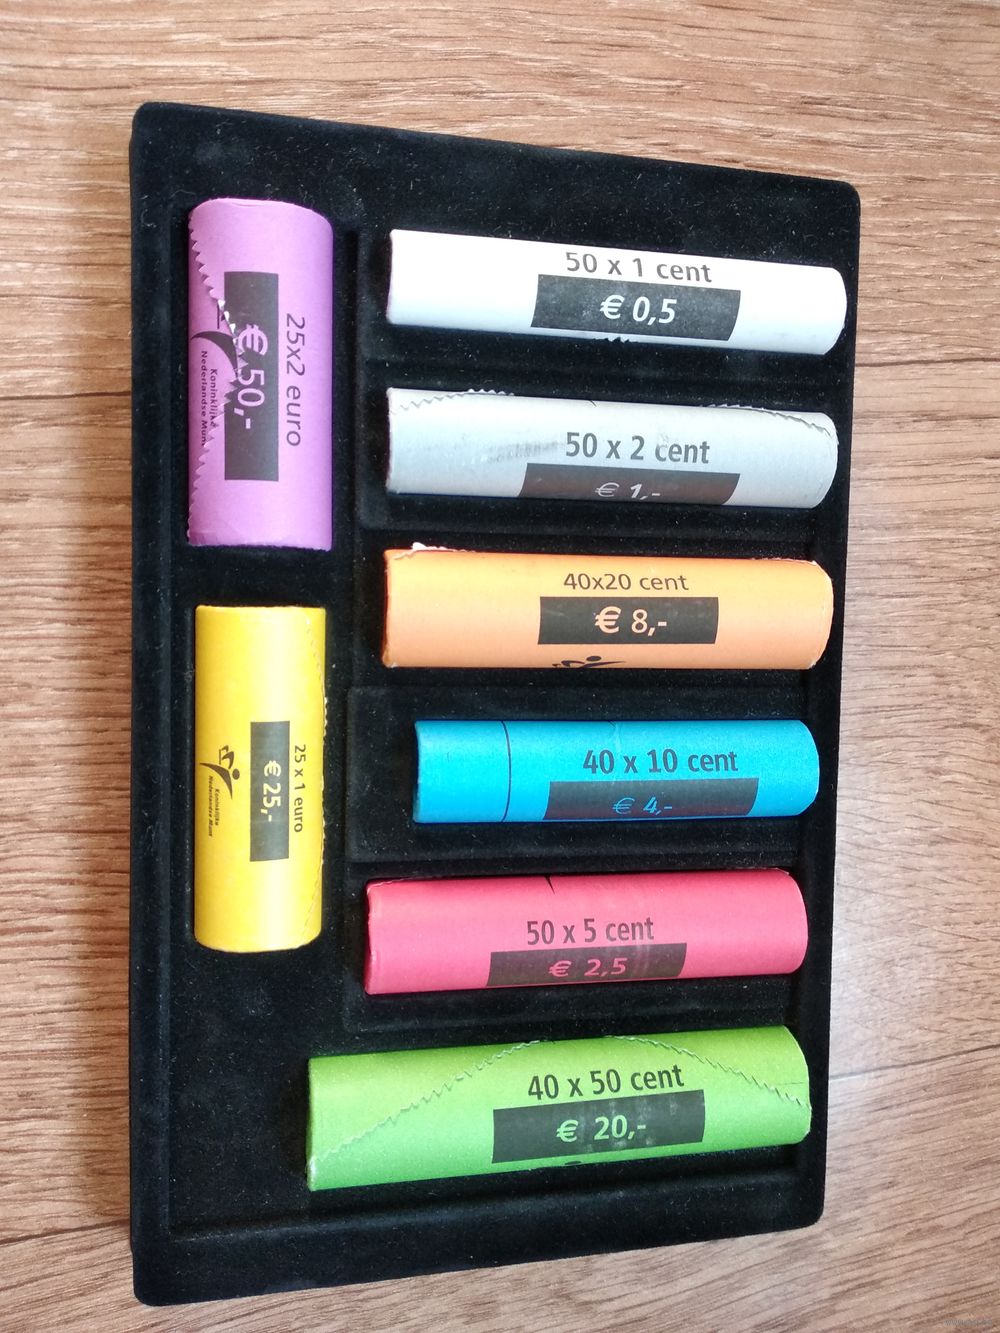 25x2 euro
€ 50,-
Koninklijke
Nederlandse Munt
50 x 1 cent
€ 0,5
50 x 2 cent
€ 1,-
40x20 cent
€ 8,-
25 x 1 euro
€ 25,-
Koninklijke
Nederlandse Munt
40 x 10 cent
€ 4,-
50 x 5 cent
€ 2,5
40 x 50 cent
€ 20,-